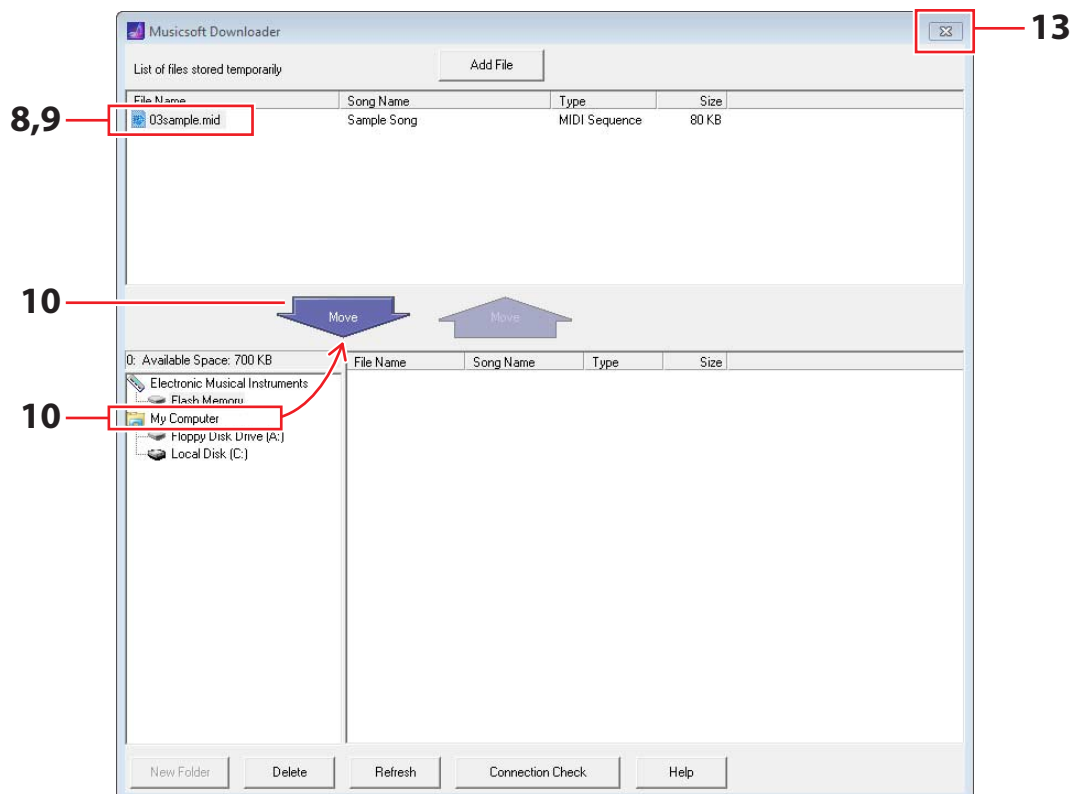 Musicsoft Downloader
13
List of files stored temporarily
Add File
File Name Song Name Type Size
8,9
03sample.mid Sample Song MIDI Sequence 80 KB
10
Move Move
0: Available Space: 700 KB
File Name Song Name Type Size
Electronic Musical Instruments
Flash Memory
10
My Computer
Floppy Disk Drive (A:)
Local Disk (C:)
New Folder Delete Refresh Connection Check Help